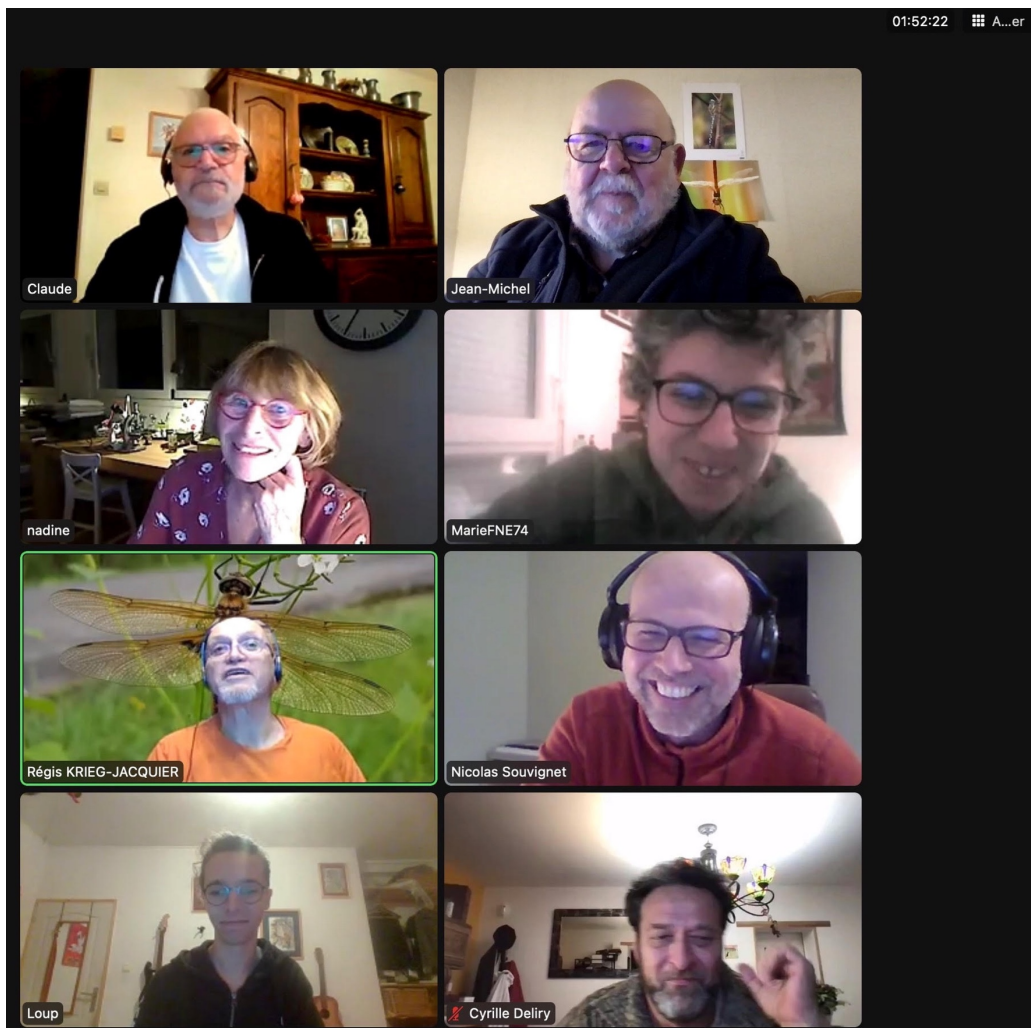 01:52:22
A...er
Claude
Jean-Michel
nadine
MarieFNE74
Régis KRIEG-JACQUIER
Nicolas Souvignet
Loup
Cyrille Deliry